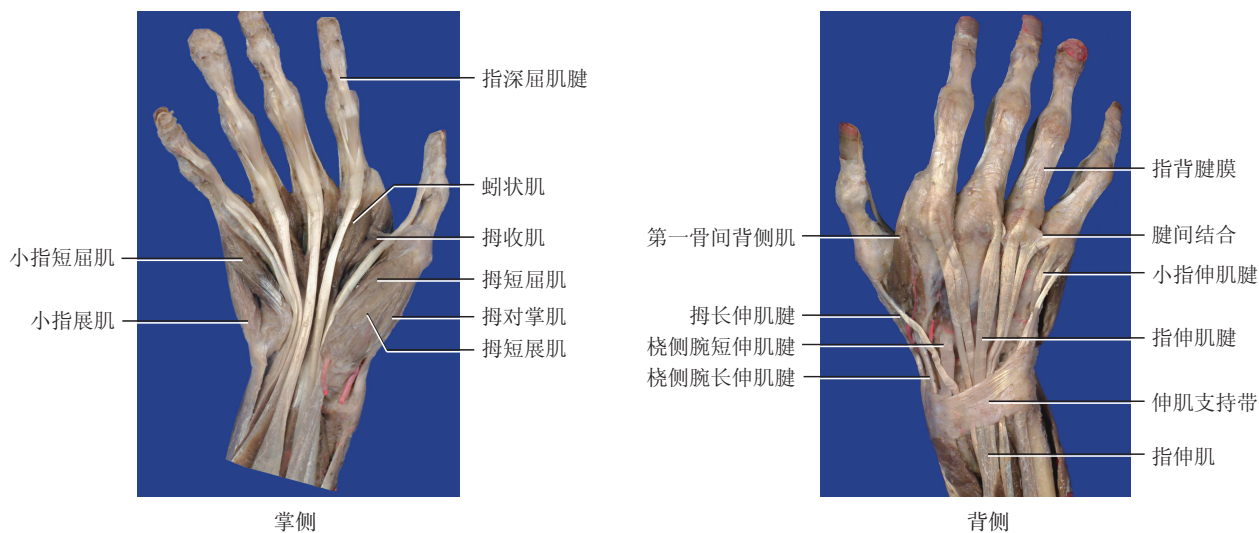 指深屈肌腱
蚓状肌
拇收肌
小指短屈肌
拇短屈肌
小指展肌
拇对掌肌
拇短展肌
掌侧
指背腱膜
第一骨间背侧肌
腱间结合
小指伸肌腱
拇长伸肌腱
桡侧腕短伸肌腱
指伸肌腱
桡侧腕长伸肌腱
伸肌支持带
指伸肌
背侧